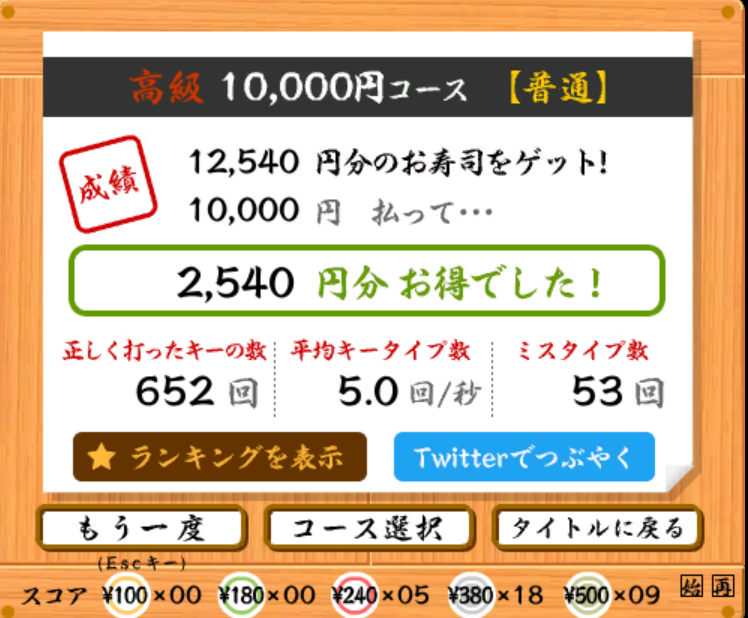 高級 10,000円コース 【普通】
成績
12,540 円分のお寿司をゲット!
10,000 円 払って…
2,540 円分 お得でした！
正しく打ったキーの数 平均キータイプ数 ミスタイプ数
652 回 5.0 回/秒 53 回
★ ランキングを表示 Twitterでつぶやく
もう一度 コース選択 タイトルに戻る
(Escキー)
スコア ¥100×00 ¥180×00 ¥240×05 ¥380×18 ¥500×09 始 再